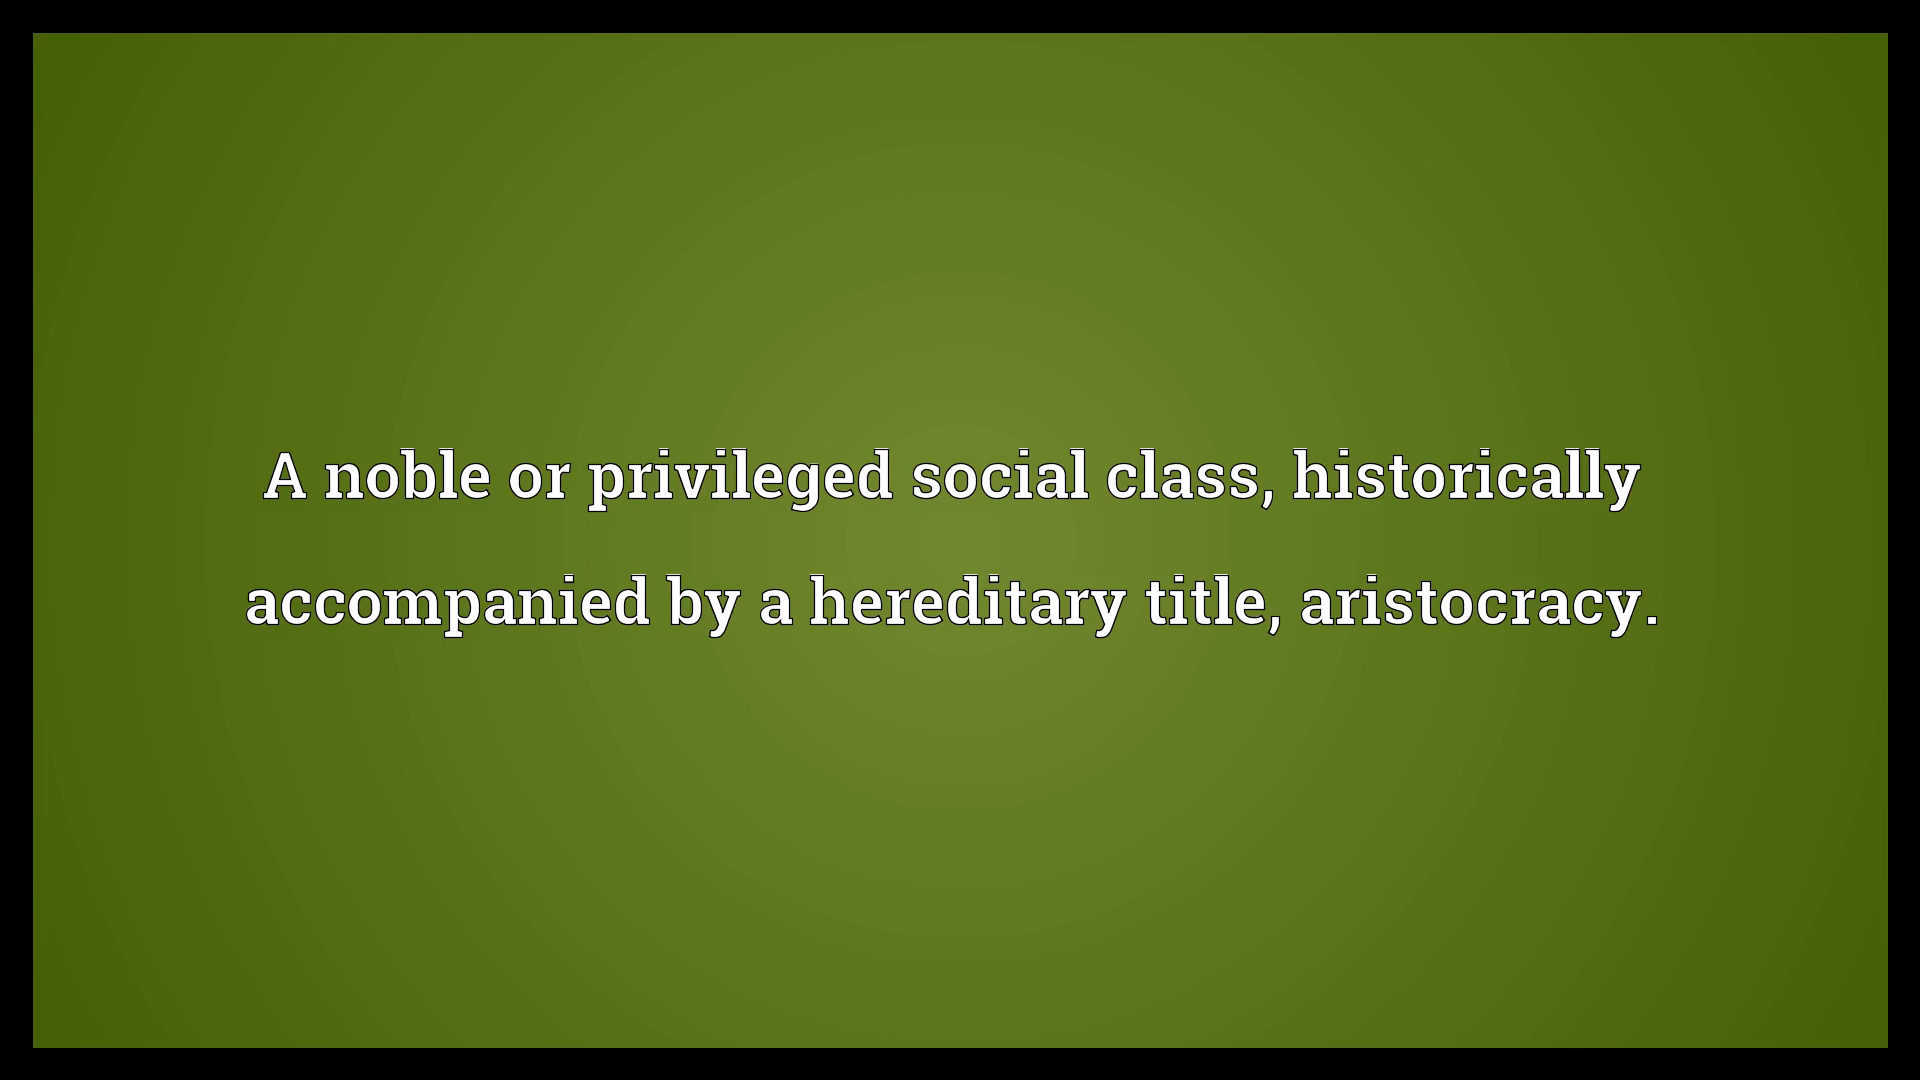 A noble or privileged social class, historically
accompanied by a hereditary title, aristocracy.